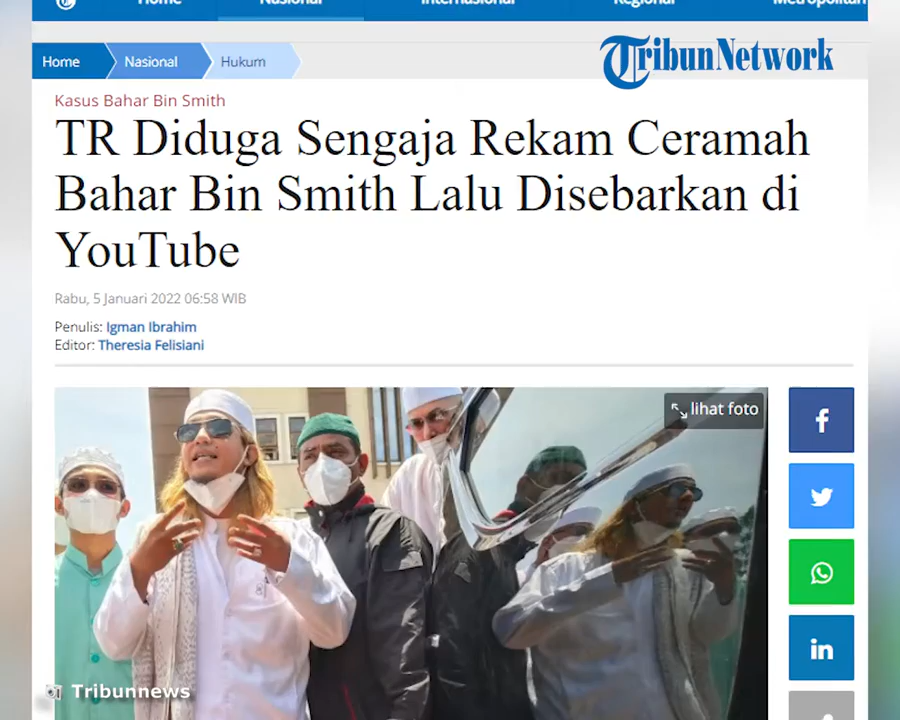 Home Nasional Internasional Regional Metropolitan
Home Nasional Hukum
TribunNetwork
Kasus Bahar Bin Smith
TR Diduga Sengaja Rekam Ceramah
Bahar Bin Smith Lalu Disebarkan di
YouTube
Rabu, 5 Januari 2022 06:58 WIB
Penulis: Igman Ibrahim
Editor: Theresia Felisiani
lihat foto
Tribunnews